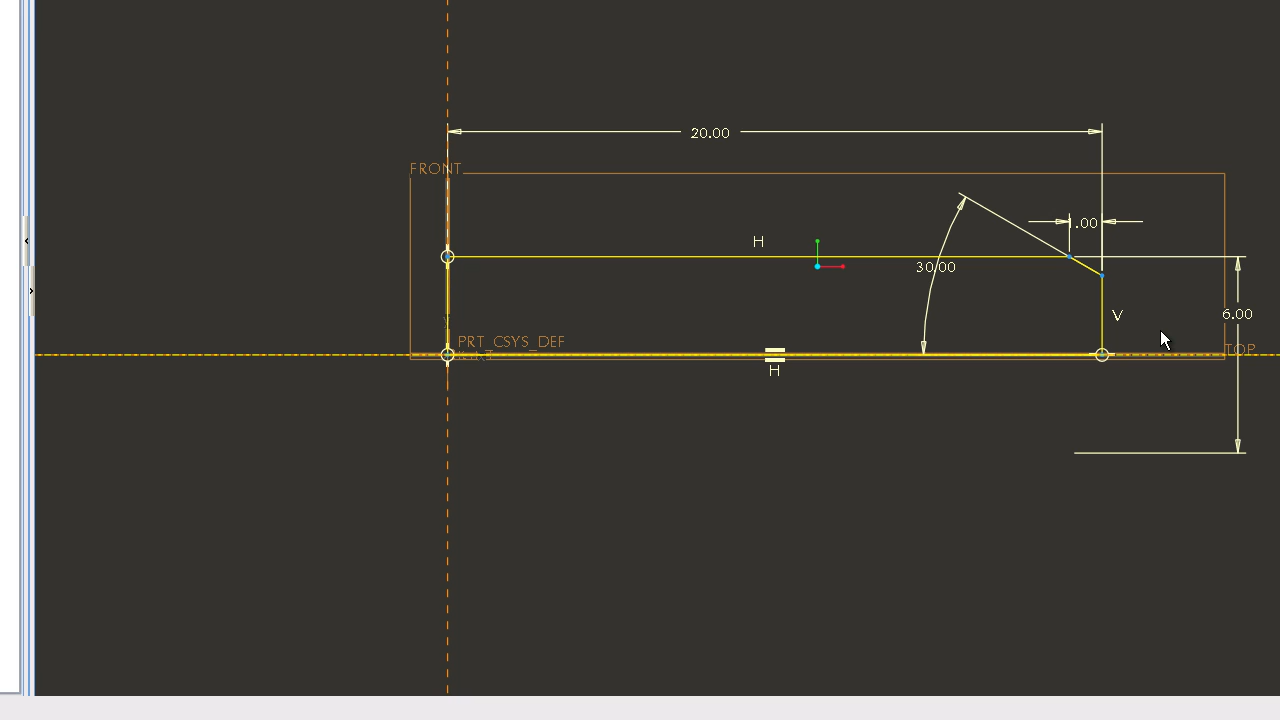 20.00
FRONT
.00
H
30.00
6.00
V
PRT_CSYS_DEF
TOP
H